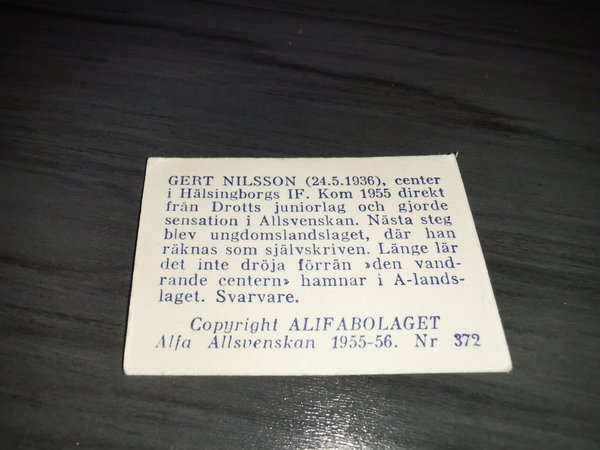 GERT NILSSON (24.5.1936), center
i Hälsingborgs IF. Kom 1955 direkt
från Drotts juniorlag och gjorde
sensation i Allsvenskan. Nästa steg
blev ungdomslandslaget, där han
räknas som självskriven. Länge lär
det inte dröja förrän »den vand-
rande centern» hamnar i A-lands-
laget. Svarvare.
Copyright ALIFABOLAGET
Alfa Allsvenskan 1955-56. Nr 372